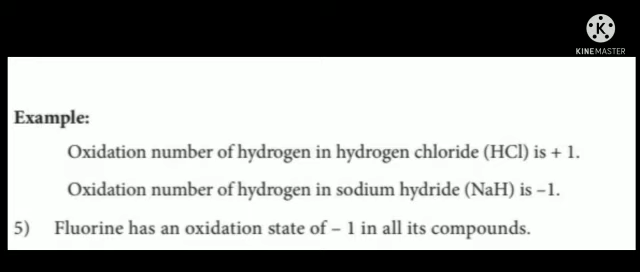 KINEMASTER
Example:
Oxidation number of hydrogen in hydrogen chloride (HCl) is + 1.
Oxidation number of hydrogen in sodium hydride (NaH) is –1.
5) Fluorine has an oxidation state of – 1 in all its compounds.